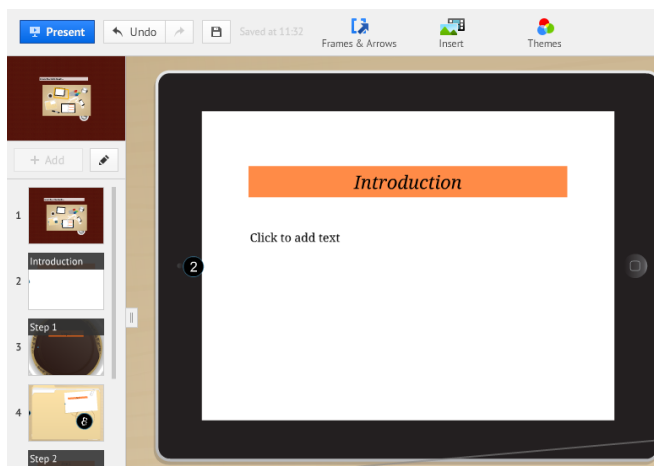 Present
Undo
Saved at 11:32
Frames & Arrows
Insert
Themes
+ Add
1
Introduction
2
Step 1
3
4
8
Step 2
Introduction
Click to add text
2